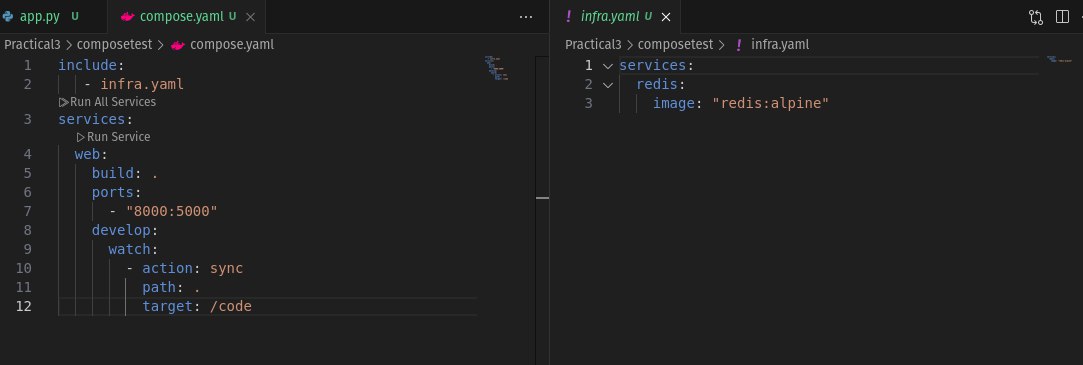 app.py U compose.yaml U ...
Practical3 > composetest > compose.yaml
1 include:
2 - infra.yaml
Run All Services
3 services:
Run Service
4 web:
5 build: .
6 ports:
7 - "8000:5000"
8 develop:
9 watch:
10 - action: sync
11 path: .
12 target: /code
! infra.yaml U
Practical3 > composetest > ! infra.yaml
1 services:
2 redis:
3 image: "redis:alpine"